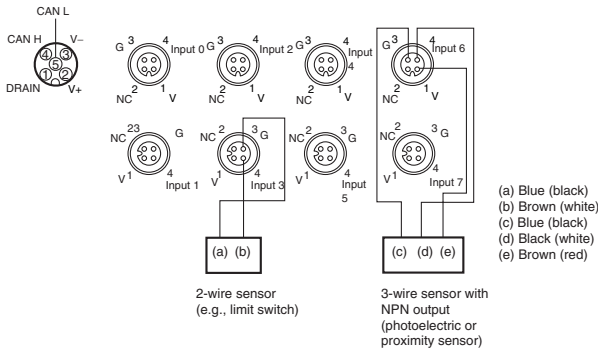 CAN L
CAN H
V−
4
3
5
1
2
DRAIN
V+
G 3 4 Input 0
NC 2 1 V
G 3 4 Input 2
NC 2 1 V
G 3 4 Input 4
NC 2 1 V
G 3 4 Input 6
NC 2 1 V
NC 23 G
V 1 4 Input 1
NC 2 3 G
V 1 4 Input 3
NC 2 3 G
V 1 4 Input 5
NC 2 3 G
V 1 4 Input 7
(a) (b)
(c) (d) (e)
(a) Blue (black)
(b) Brown (white)
(c) Blue (black)
(d) Black (white)
(e) Brown (red)
2-wire sensor
(e.g., limit switch)
3-wire sensor with
NPN output
(photoelectric or
proximity sensor)